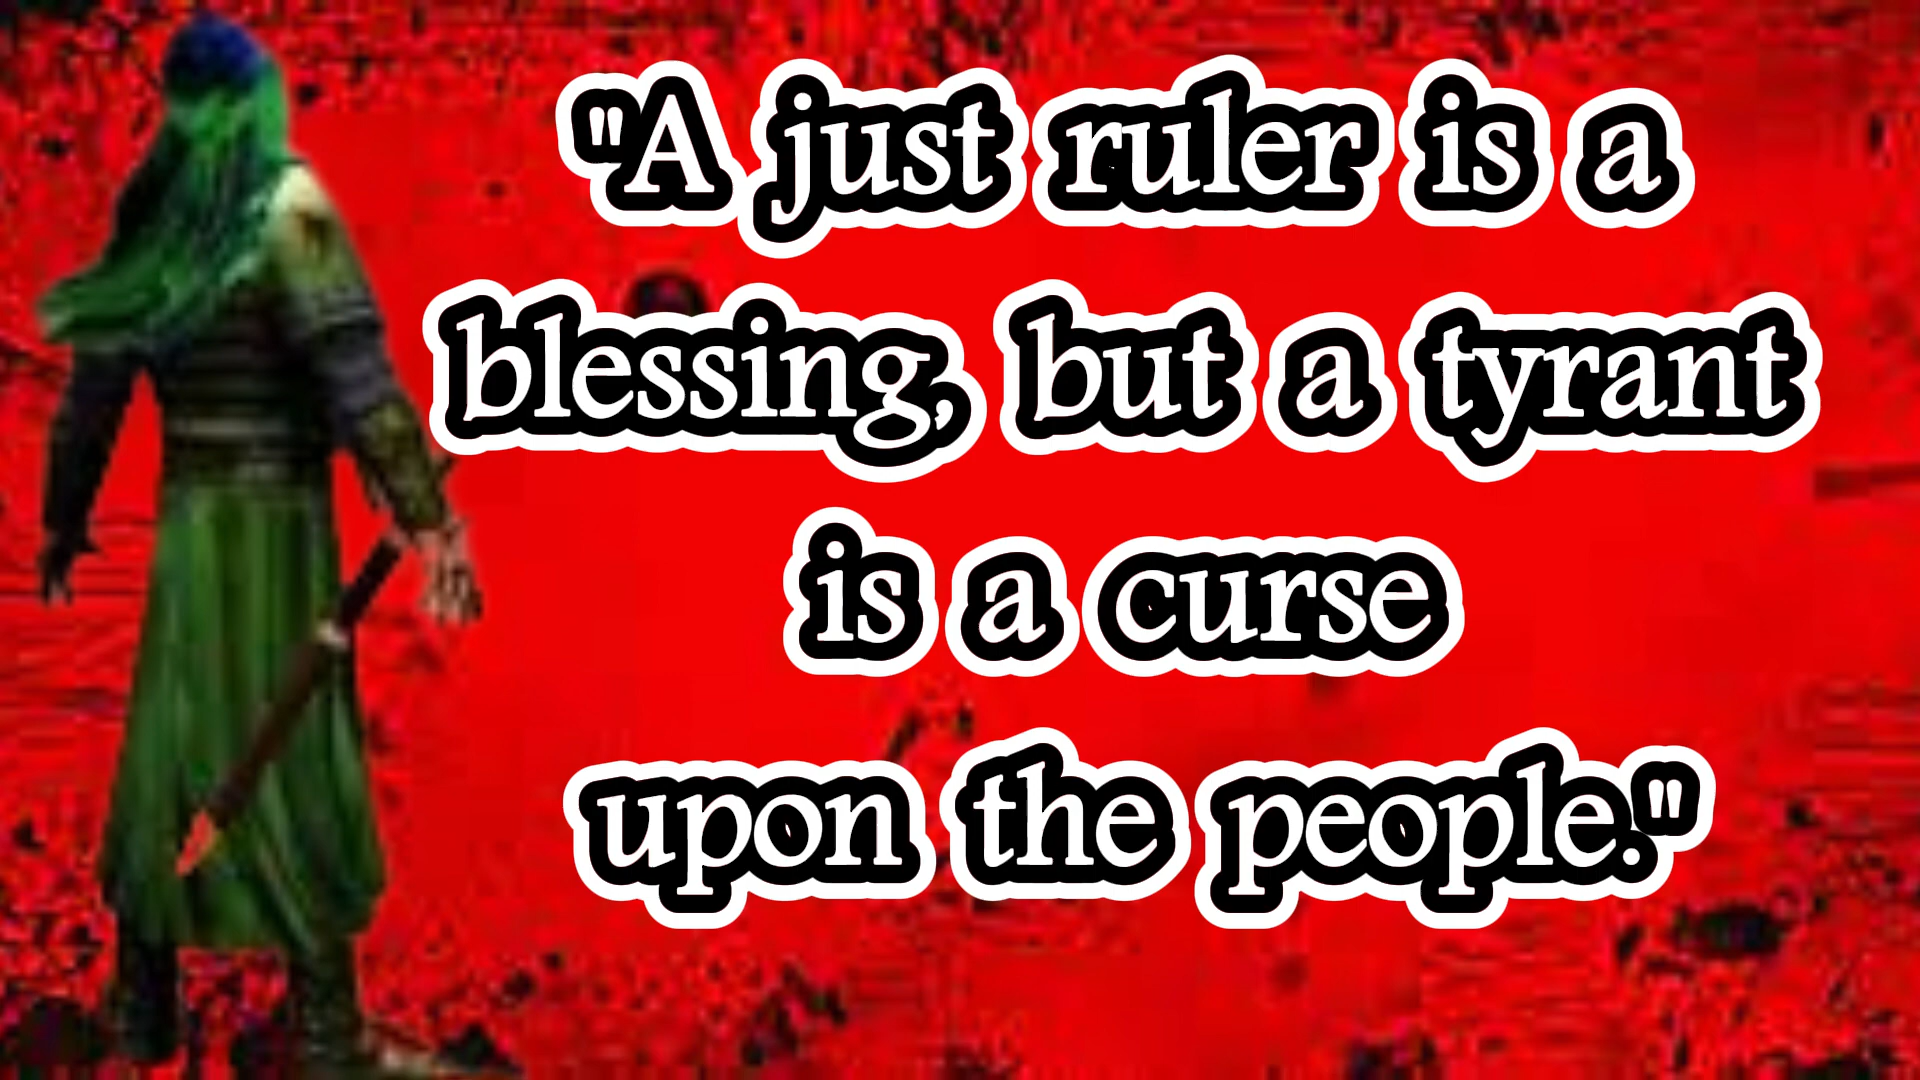 "A just ruler is a
blessing, but a tyrant
is a curse
upon the people."